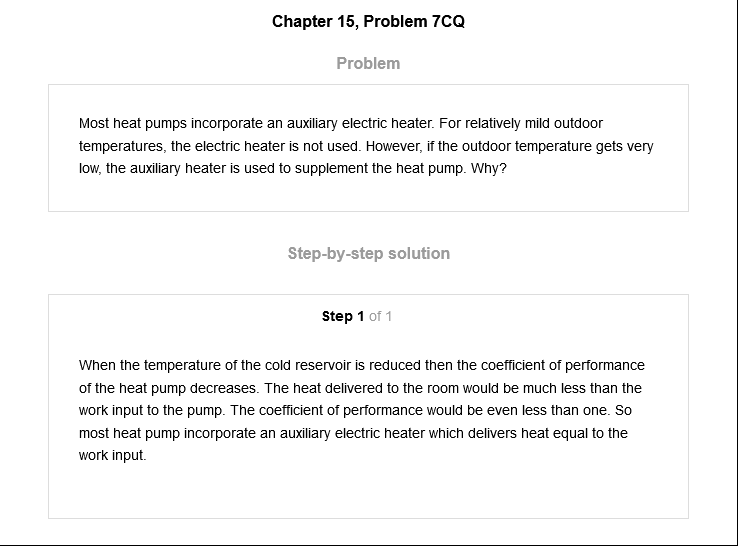 Chapter 15, Problem 7CQ
Problem
Most heat pumps incorporate an auxiliary electric heater. For relatively mild outdoor
temperatures, the electric heater is not used. However, if the outdoor temperature gets very
low, the auxiliary heater is used to supplement the heat pump. Why?
Step-by-step solution
Step 1 of 1
When the temperature of the cold reservoir is reduced then the coefficient of performance
of the heat pump decreases. The heat delivered to the room would be much less than the
work input to the pump. The coefficient of performance would be even less than one. So
most heat pump incorporate an auxiliary electric heater which delivers heat equal to the
work input.